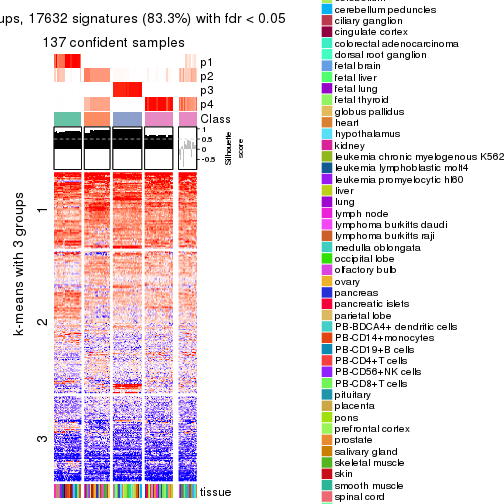 ups, 17632 signatures (83.3%) with fdr < 0.05
137 confident samples
p1
p2
p3
p4
Class
1
0.5
0
-0.5
Silhouette
score
k-means with 3 groups
1
2
3
tissue
cerebellum peduncles
ciliary ganglion
cingulate cortex
colorectal adenocarcinoma
dorsal root ganglion
fetal brain
fetal liver
fetal lung
fetal thyroid
globus pallidus
heart
hypothalamus
kidney
leukemia chronic myelogenous K562
leukemia lymphoblastic molt4
leukemia promyelocytic hl60
liver
lung
lymph node
lymphoma burkitts daudi
lymphoma burkitts raji
medulla oblongata
occipital lobe
olfactory bulb
ovary
pancreas
pancreatic islets
parietal lobe
PB-BDCA4+ dendritic cells
PB-CD14+monocytes
PB-CD19+B cells
PB-CD4+T cells
PB-CD56+NK cells
PB-CD8+T cells
pituitary
placenta
pons
prefrontal cortex
prostate
salivary gland
skeletal muscle
skin
smooth muscle
spinal cord